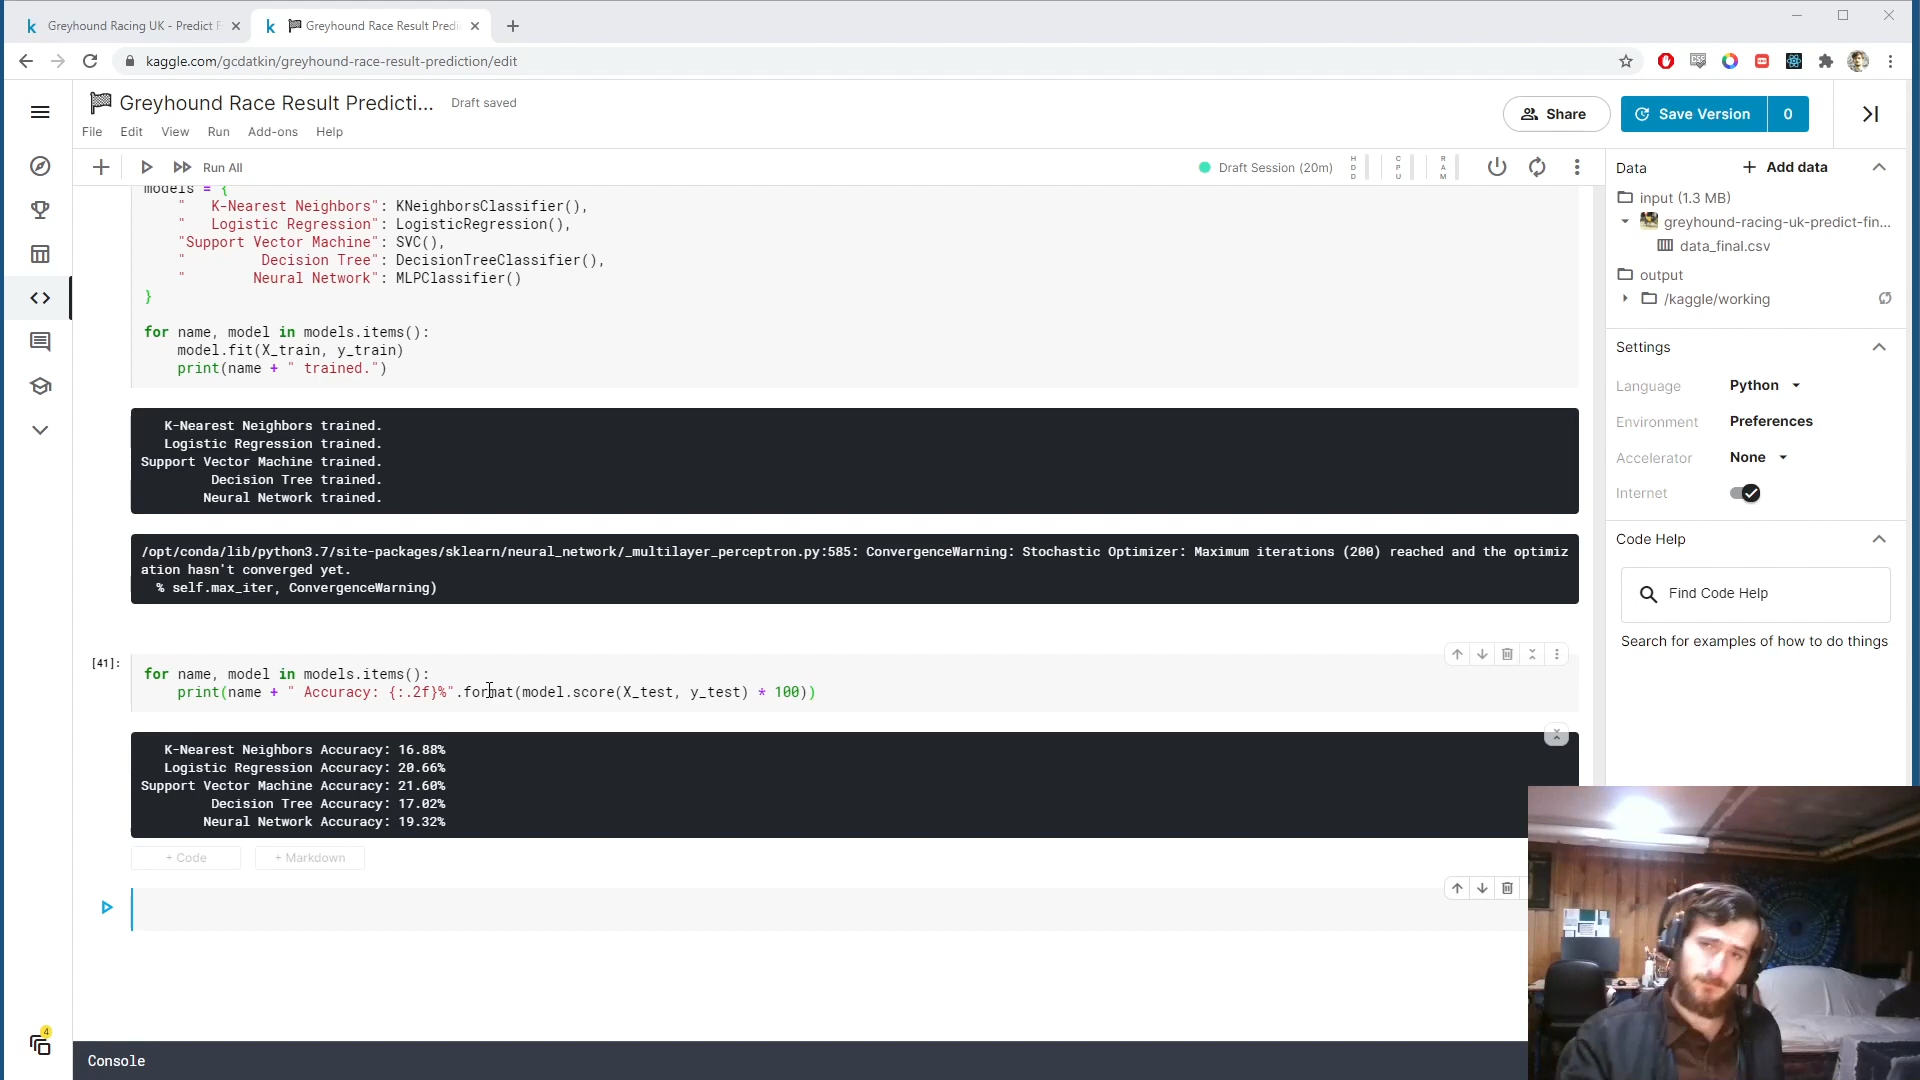 Greyhound Racing UK - Predict F
Greyhound Race Result Predi
kaggle.com/gcdatkin/greyhound-race-result-prediction/edit
Greyhound Race Result Predicti... Draft saved
File Edit View Run Add-ons Help
Share
Save Version 0
Run All
Draft Session (20m)
HDD
CPU
RAM
models = {
"   K-Nearest Neighbors": KNeighborsClassifier(),
"   Logistic Regression": LogisticRegression(),
"Support Vector Machine": SVC(),
"         Decision Tree": DecisionTreeClassifier(),
"        Neural Network": MLPClassifier()
}
for name, model in models.items():
model.fit(X_train, y_train)
print(name + " trained.")
K-Nearest Neighbors trained.
Logistic Regression trained.
Support Vector Machine trained.
Decision Tree trained.
Neural Network trained.
/opt/conda/lib/python3.7/site-packages/sklearn/neural_network/_multilayer_perceptron.py:585: ConvergenceWarning: Stochastic Optimizer: Maximum iterations (200) reached and the optimiz
ation hasn't converged yet.
% self.max_iter, ConvergenceWarning)
[41]:
for name, model in models.items():
print(name + " Accuracy: {:.2f}%".format(model.score(X_test, y_test) * 100))
K-Nearest Neighbors Accuracy: 16.88%
Logistic Regression Accuracy: 20.66%
Support Vector Machine Accuracy: 21.60%
Decision Tree Accuracy: 17.02%
Neural Network Accuracy: 19.32%
+ Code + Markdown
Console
4
Data
+ Add data
input (1.3 MB)
greyhound-racing-uk-predict-fin...
data_final.csv
output
/kaggle/working
Settings
Language Python
Environment Preferences
Accelerator None
Internet
Code Help
Find Code Help
Search for examples of how to do things